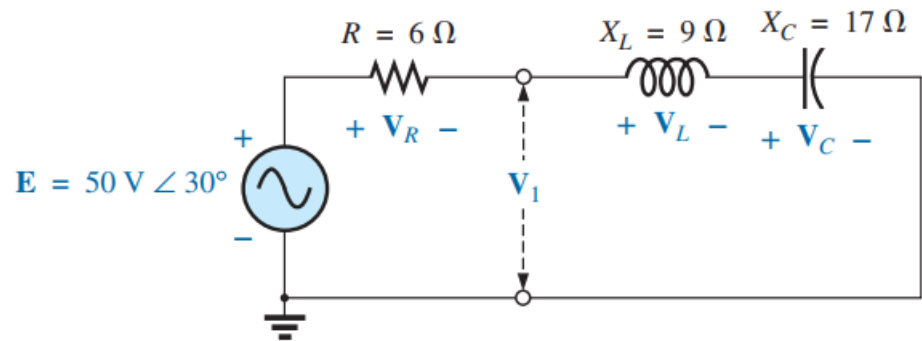 R = 6 Ω
X_L = 9 Ω
X_C = 17 Ω
+ V_R −
+ V_L −
+ V_C −
+
E = 50 V ∠ 30°
−
V_1